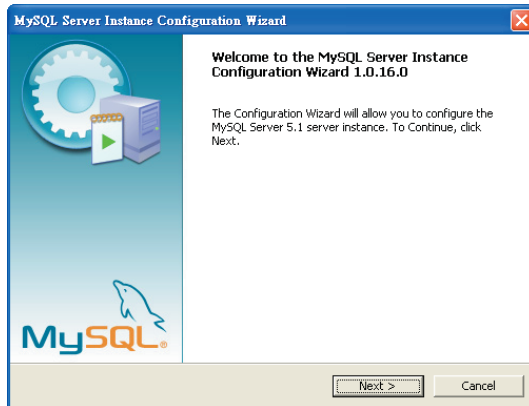 MySQL Server Instance Configuration Wizard
Welcome to the MySQL Server Instance
Configuration Wizard 1.0.16.0
The Configuration Wizard will allow you to configure the
MySQL Server 5.1 server instance. To Continue, click
Next.
MySQL®
Next >
Cancel